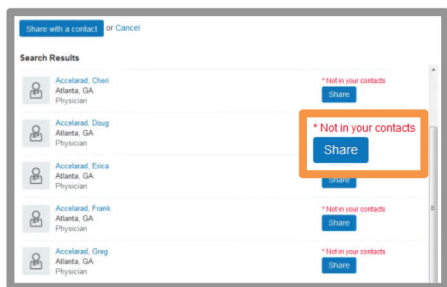 Share with a contact or Cancel
Search Results
Accelarad, Cheri
Atlanta, GA
Physician
* Not in your contacts
Share
Accelarad, Doug
Atlanta, GA
Physician
* Not in your contacts
Share
Accelarad, Erica
Atlanta, GA
Physician
Share
Accelarad, Frank
Atlanta, GA
Physician
* Not in your contacts
Share
Accelarad, Greg
Atlanta, GA
Physician
* Not in your contacts
Share